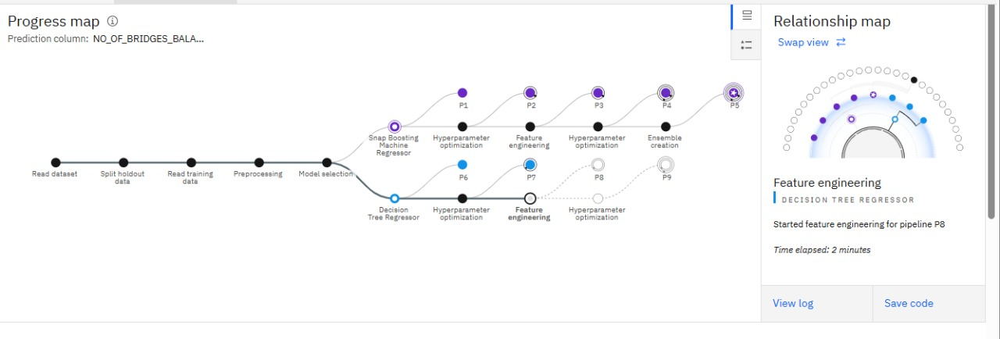 Progress map
Prediction column: NO_OF_BRIDGES_BALA...
P1
P2
P3
P4
P5
Snap Boosting
Machine
Regressor
Hyperparameter
optimization
Feature
engineering
Hyperparameter
optimization
Ensemble
creation
Read dataset
Split holdout
data
Read training
data
Preprocessing
Model selection
P6
P7
P8
P9
Decision
Tree Regressor
Hyperparameter
optimization
Feature
engineering
Hyperparameter
optimization
Relationship map
Swap view
Feature engineering
DECISION TREE REGRESSOR
Started feature engineering for pipeline P8
Time elapsed: 2 minutes
View log
Save code